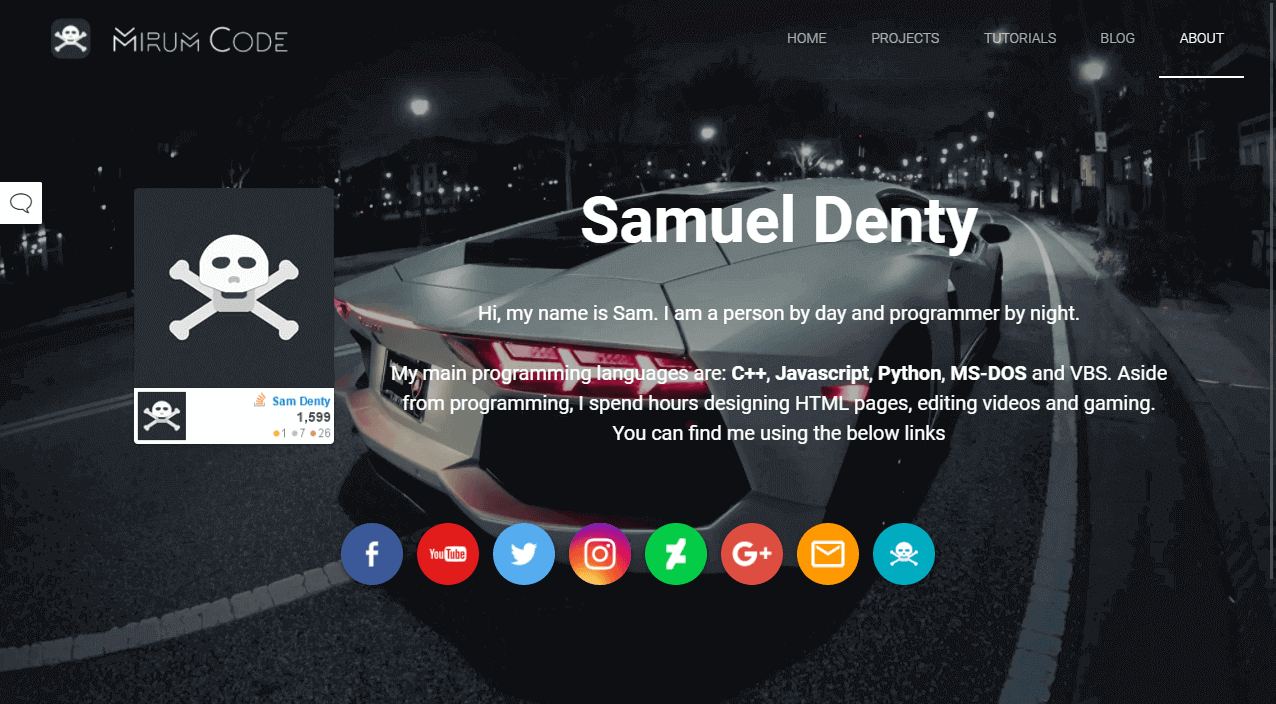 Mirum Code
HOME
PROJECTS
TUTORIALS
BLOG
ABOUT
Samuel Denty
Hi, my name is Sam. I am a person by day and programmer by night.
My main programming languages are: C++, Javascript, Python, MS-DOS and VBS. Aside
from programming, I spend hours designing HTML pages, editing videos and gaming.
You can find me using the below links
Sam Denty
1,599
1 7 26
f
YouTube
G+